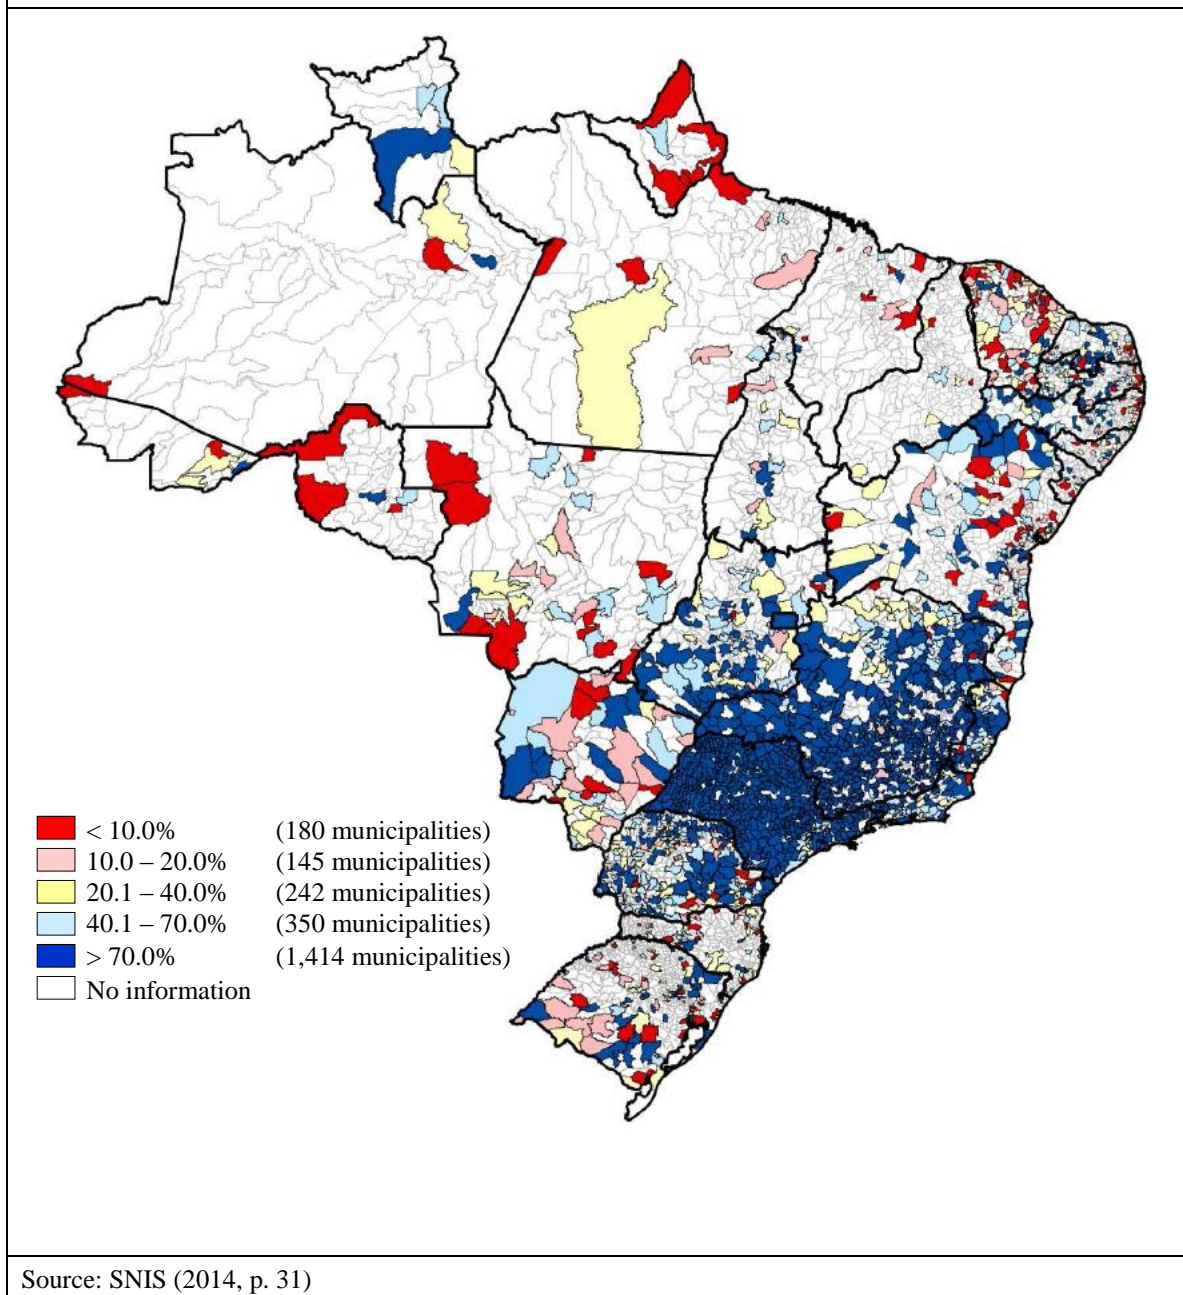 < 10.0% (180 municipalities)
10.0 – 20.0% (145 municipalities)
20.1 – 40.0% (242 municipalities)
40.1 – 70.0% (350 municipalities)
> 70.0% (1,414 municipalities)
No information
Source: SNIS (2014, p. 31)